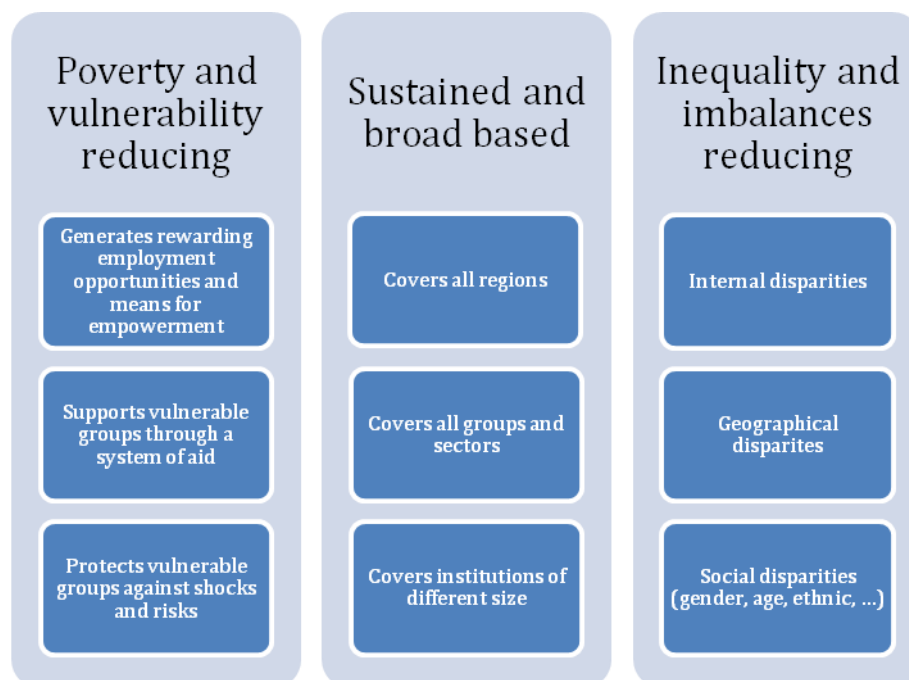 Poverty and
vulnerability
reducing
Generates rewarding
employment
opportunities and
means for
empowerment
Supports vulnerable
groups through a
system of aid
Protects vulnerable
groups against shocks
and risks
Sustained and
broad based
Covers all regions
Covers all groups and
sectors
Covers institutions of
different size
Inequality and
imbalances
reducing
Internal disparities
Geographical
disparites
Social disparities
(gender, age, ethnic, ...)